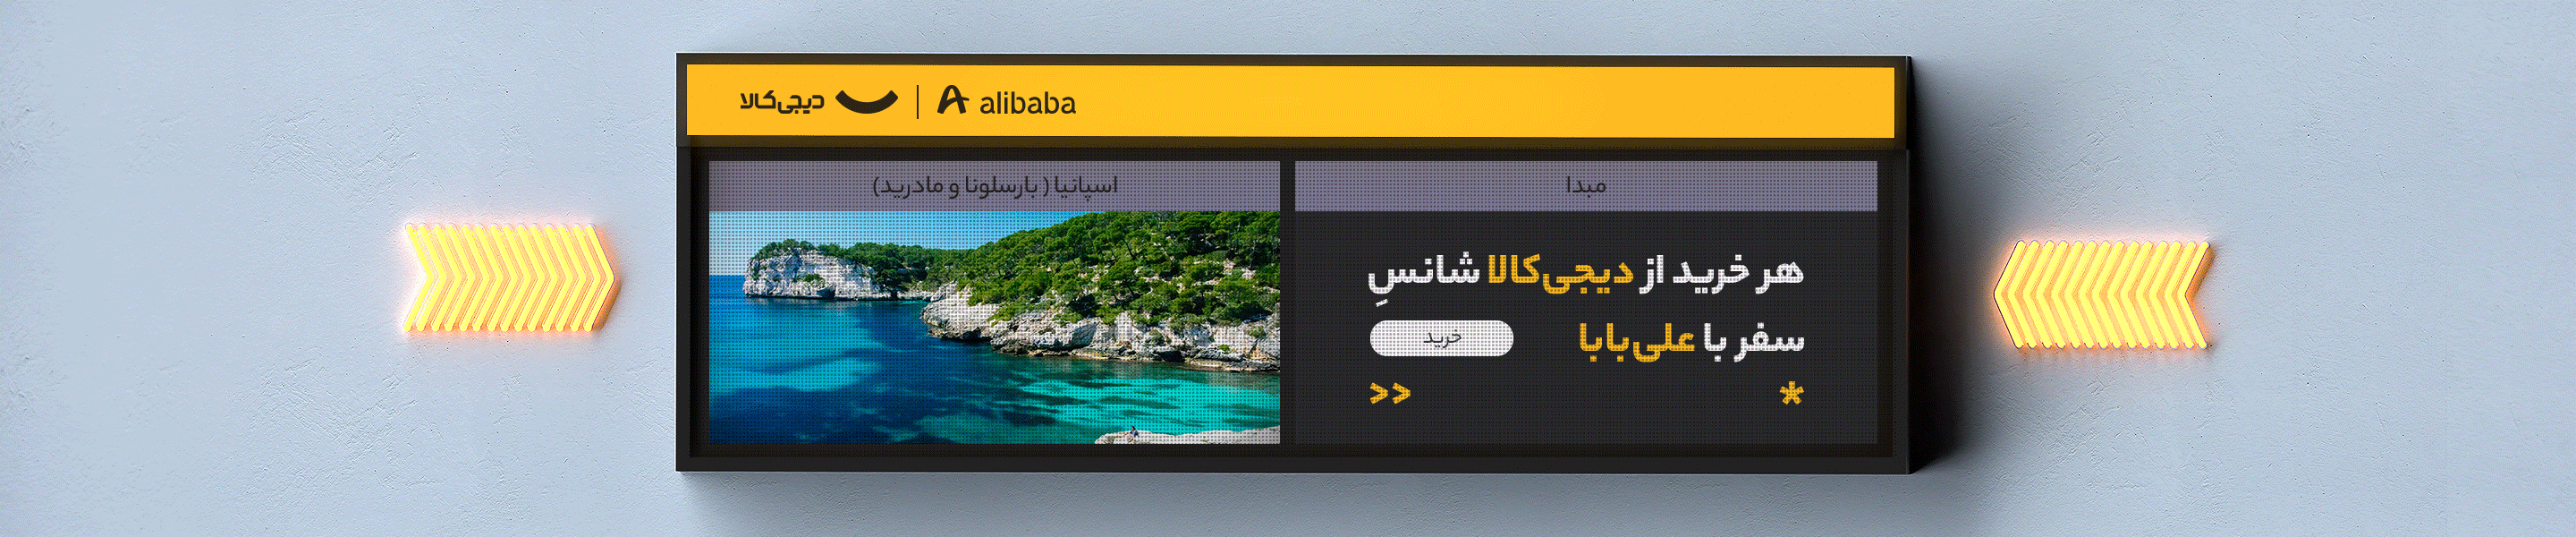 دیجی‌کالا | alibaba
مبدا
هر خرید از دیجی‌کالا شانسِ
سفر با علی‌بابا
خرید
* >>
اسپانیا ( بارسلونا و مادرید)